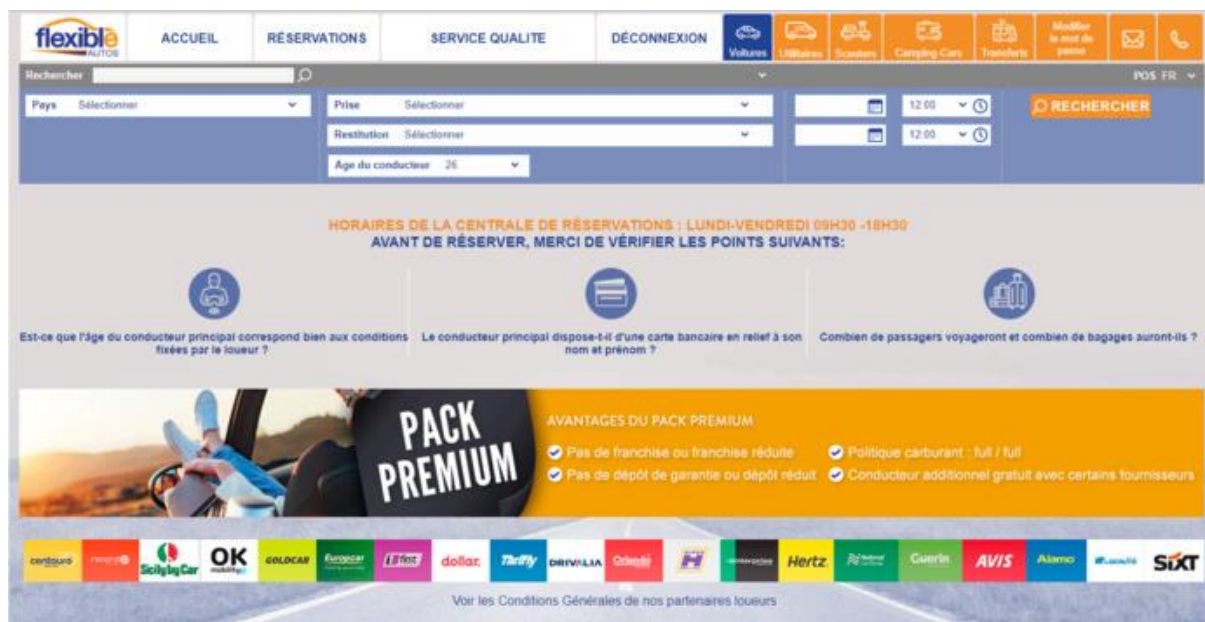 flexible
AUTOS
ACCUEIL
RÉSERVATIONS
SERVICE QUALITE
DÉCONNEXION
Voitures
Utilitaires
Scooters
Camping-Cars
Transferts
Modifier
le mot de
passe
Rechercher
POS FR
Pays Sélectionner
Prise Sélectionner
12:00
RECHERCHER
Restitution Sélectionner
12:00
Age du conducteur 26
HORAIRES DE LA CENTRALE DE RÉSERVATIONS : LUNDI-VENDREDI 09H30 -18H30
AVANT DE RÉSERVER, MERCI DE VÉRIFIER LES POINTS SUIVANTS:
Est-ce que l'âge du conducteur principal correspond bien aux conditions
fixées par le loueur ?
Le conducteur principal dispose-t-il d'une carte bancaire en relief à son
nom et prénom ?
Combien de passagers voyageront et combien de bagages auront-ils ?
PACK
PREMIUM
AVANTAGES DU PACK PREMIUM
Pas de franchise ou franchise réduite
Politique carburant : full / full
Pas de dépôt de garantie ou dépôt réduit
Conducteur additionnel gratuit avec certains fournisseurs
centauro
record
Sicily by Car
OK
mobility
GOLDCAR
Europcar
first
dollar.
Thrifty
DRIVALIA
Hertz
Guerin
AVIS
Alamo
SIXT
Voir les Conditions Générales de nos partenaires loueurs